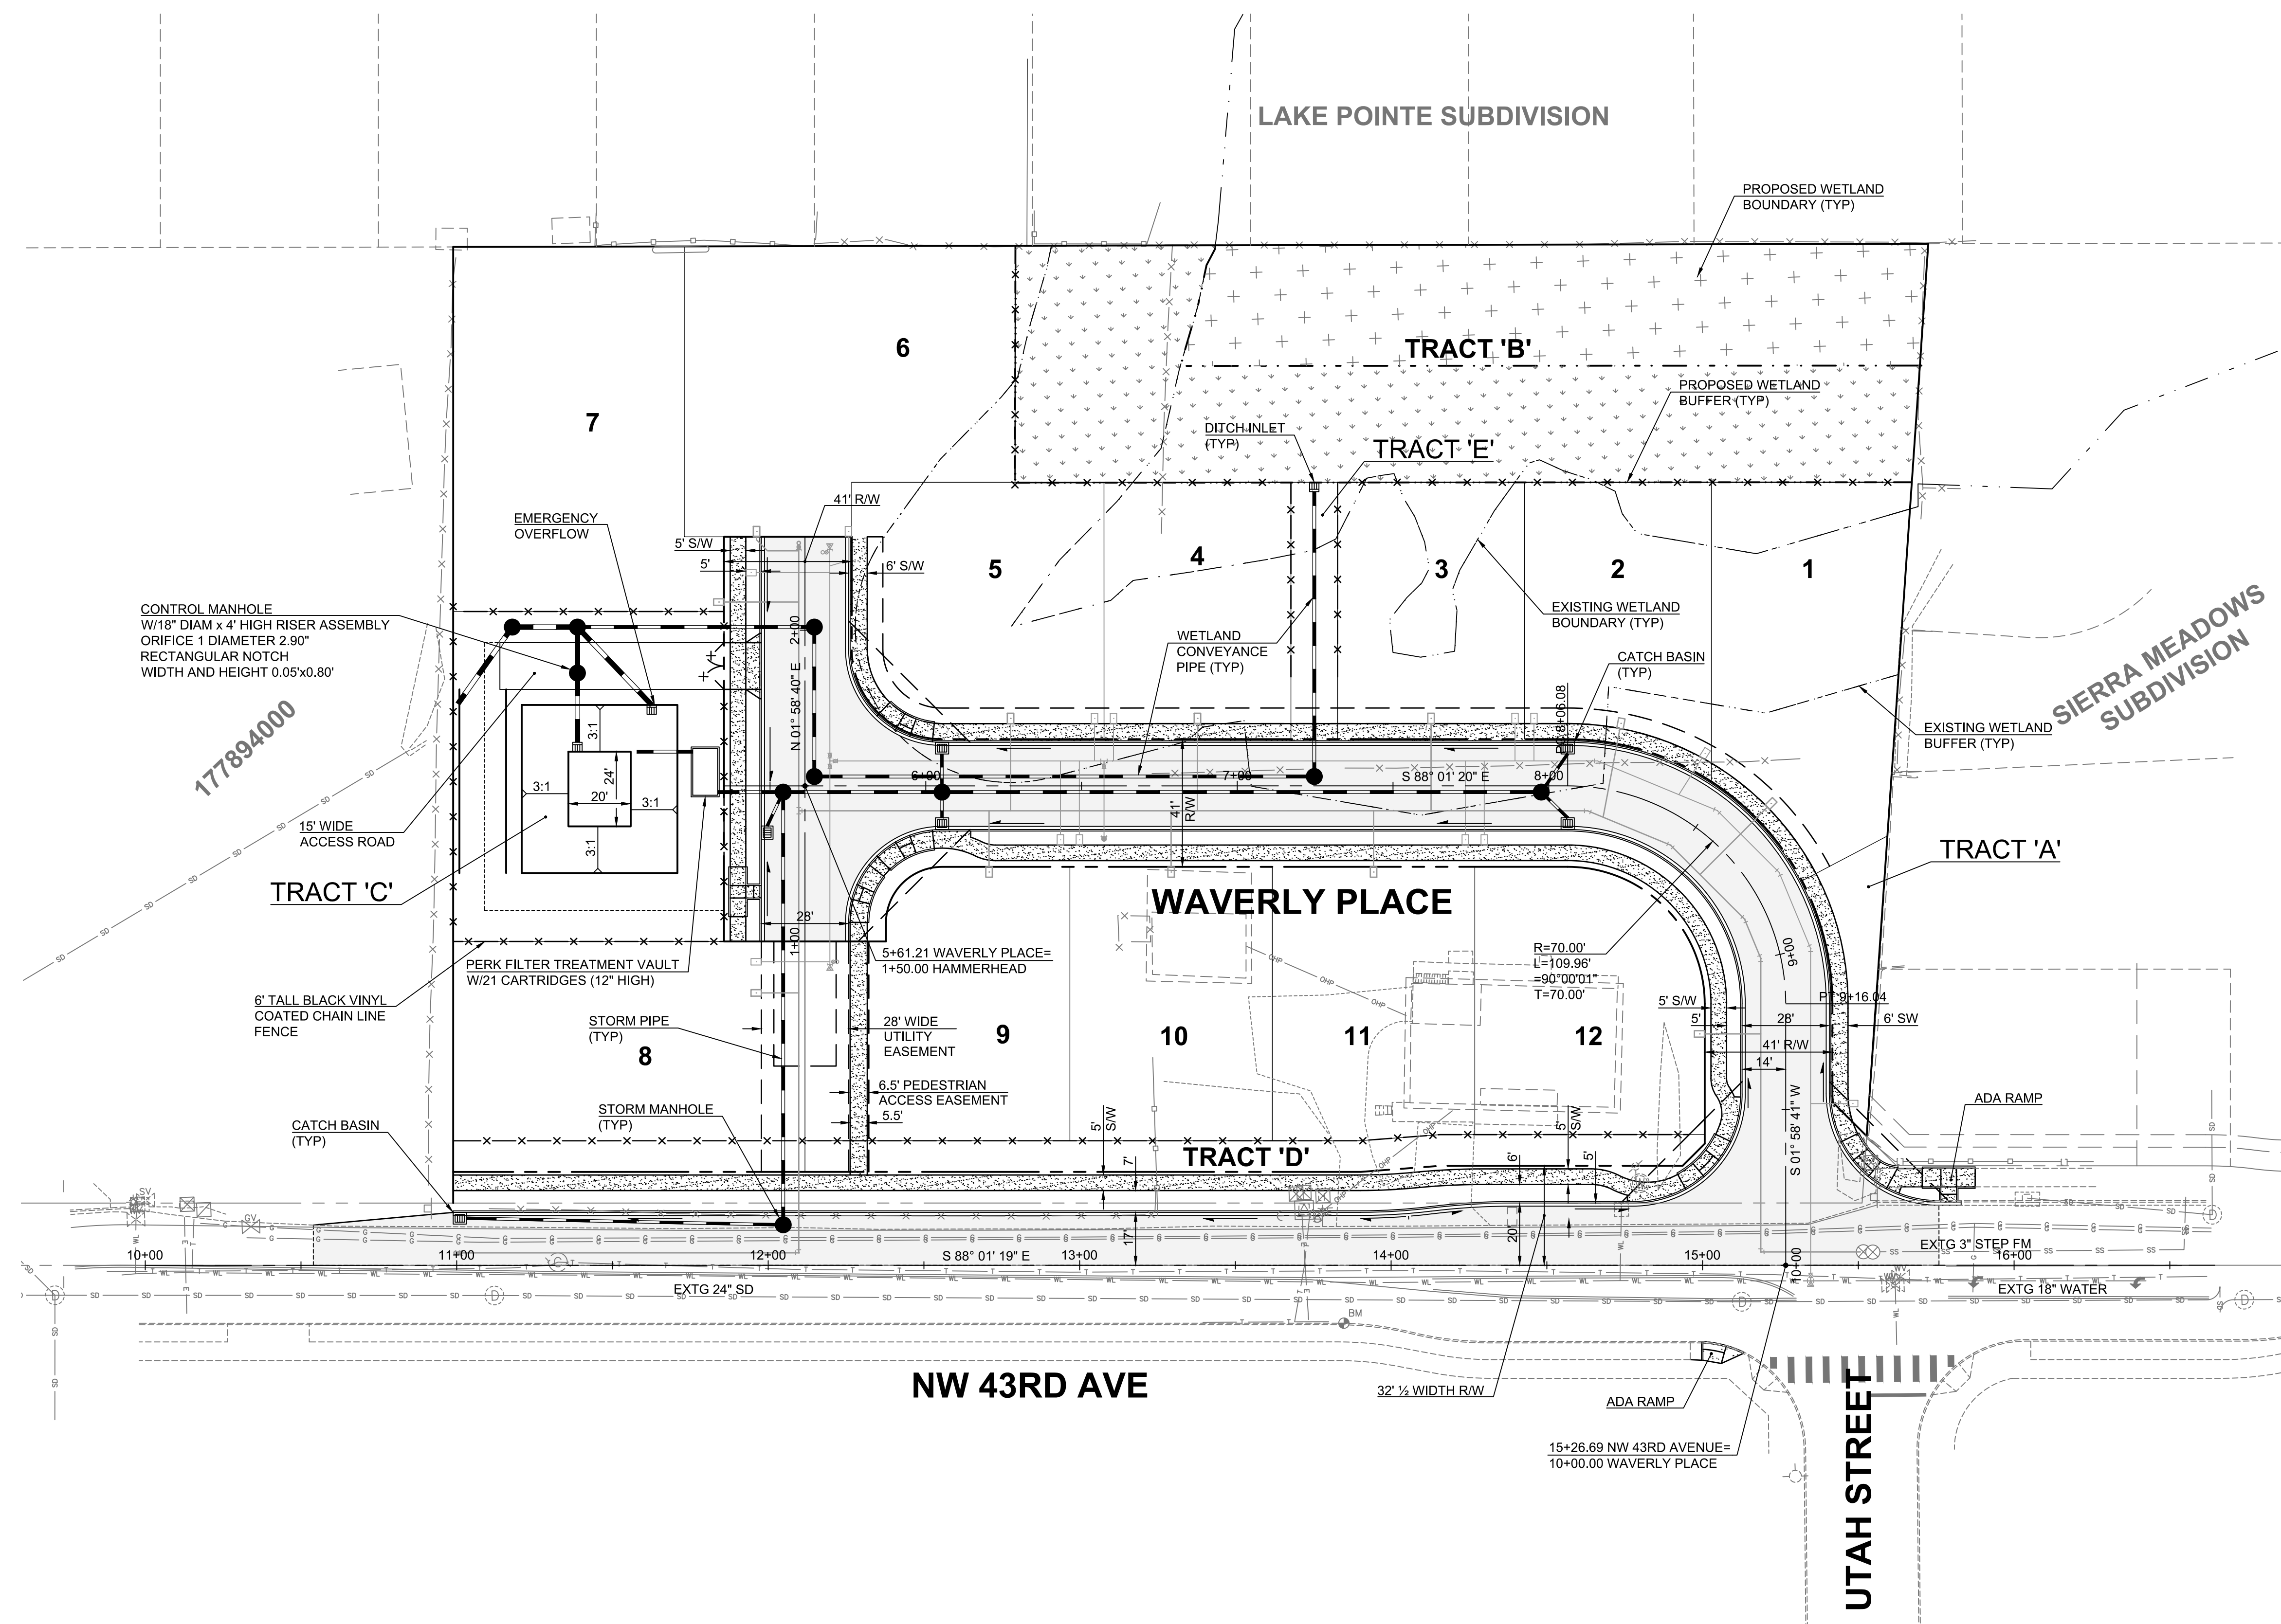 LAKE POINTE SUBDIVISION
PROPOSED WETLAND
BOUNDARY (TYP)
6
TRACT 'B'
PROPOSED WETLAND
BUFFER (TYP)
7
DITCH INLET
(TYP)
TRACT 'E'
41' R/W
EMERGENCY
OVERFLOW
5' S/W
5'
6' S/W
5
4
3
2
1
CONTROL MANHOLE
W/18" DIAM x 4' HIGH RISER ASSEMBLY
ORIFICE 1 DIAMETER 2.90"
RECTANGULAR NOTCH
WIDTH AND HEIGHT 0.05'x0.80'
EXISTING WETLAND
BOUNDARY (TYP)
WETLAND
CONVEYANCE
PIPE (TYP)
CATCH BASIN
(TYP)
SIERRA MEADOWS
SUBDIVISION
177894000
N 01° 58' 40" E
2+00
1+00
PC 8+06.08
EXISTING WETLAND
BUFFER (TYP)
3:1
3:1
3:1
3:1
24'
20'
6+00
7+00
S 88° 01' 20" E
8+00
41'
R/W
15' WIDE
ACCESS ROAD
TRACT 'A'
TRACT 'C'
WAVERLY PLACE
28'
5+61.21 WAVERLY PLACE=
1+50.00 HAMMERHEAD
R=70.00'
L=109.96'
=90°00'01"
T=70.00'
9+00
PERK FILTER TREATMENT VAULT
W/21 CARTRIDGES (12" HIGH)
6' TALL BLACK VINYL
COATED CHAIN LINE
FENCE
PT 9+16.04
5' S/W
5'
28'
6' SW
41' R/W
14'
STORM PIPE
(TYP)
28' WIDE
UTILITY
EASEMENT
8
9
10
11
12
6.5' PEDESTRIAN
ACCESS EASEMENT
5.5'
S 01° 58' 41" W
ADA RAMP
STORM MANHOLE
(TYP)
CATCH BASIN
(TYP)
5'
S/W
5'
S/W
TRACT 'D'
7'
6'
5'
17'
20'
SV
GV
10+00
11+00
12+00
S 88° 01' 19" E
13+00
14+00
15+00
10+00
EXTG 3" STEP FM
16+00
EXTG 24" SD
EXTG 18" WATER
BM
NW 43RD AVE
32' ½ WIDTH R/W
ADA RAMP
15+26.69 NW 43RD AVENUE=
10+00.00 WAVERLY PLACE
UTAH STREET